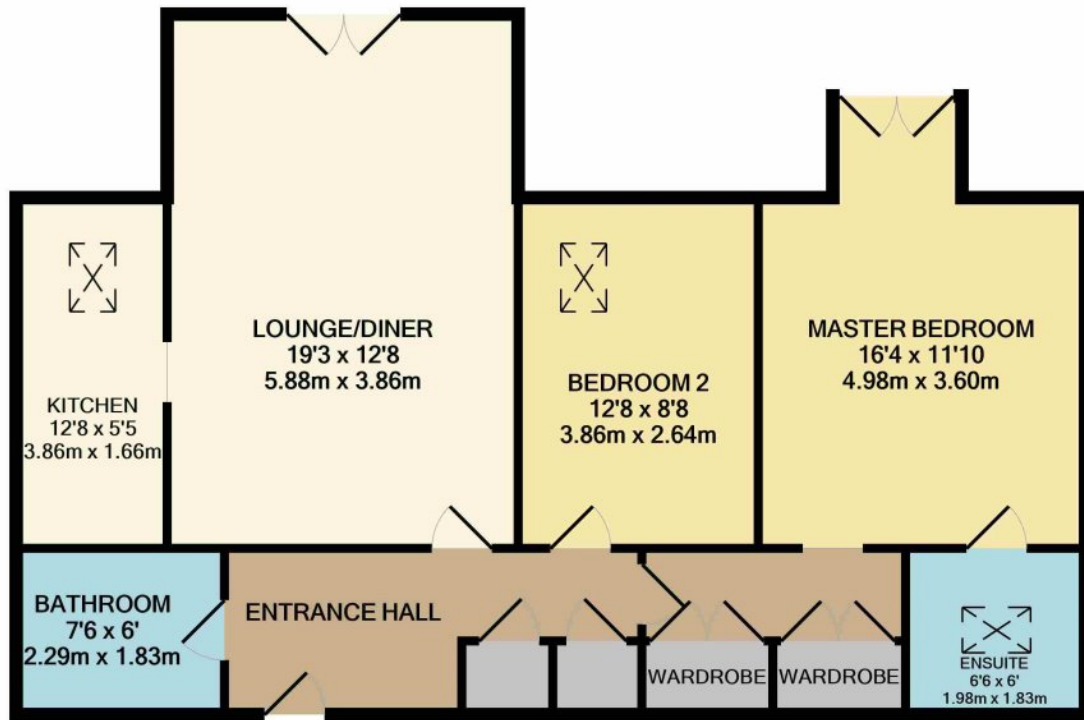 LOUNGE/DINER
19'3 x 12'8
5.88m x 3.86m
MASTER BEDROOM
16'4 x 11'10
4.98m x 3.60m
BEDROOM 2
12'8 x 8'8
3.86m x 2.64m
KITCHEN
12'8 x 5'5
3.86m x 1.66m
BATHROOM
7'6 x 6'
2.29m x 1.83m
ENTRANCE HALL
WARDROBE
WARDROBE
ENSUITE
6'6 x 6'
1.98m x 1.83m